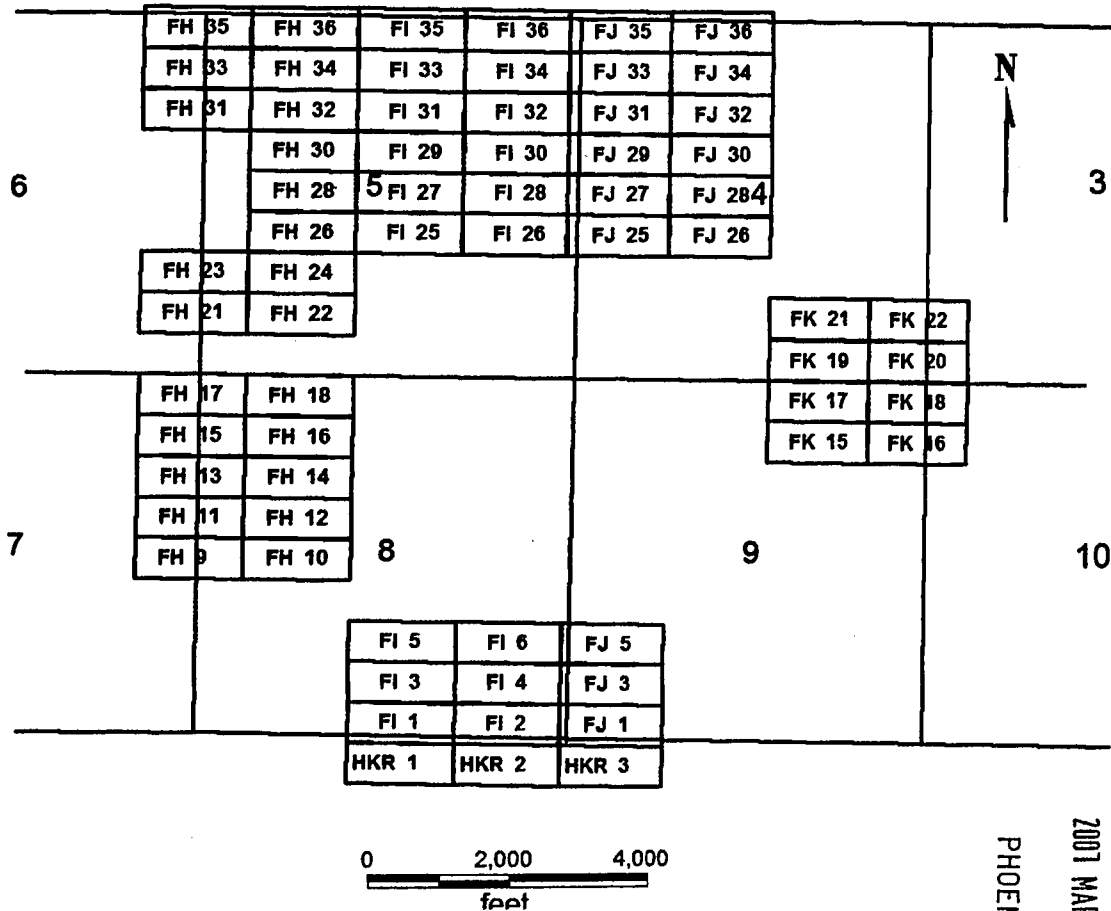 FH 35 FH 36 FI 35 FI 36 FJ 35 FJ 36
FH 33 FH 34 FI 33 FI 34 FJ 33 FJ 34
N
FH 31 FH 32 FI 31 FI 32 FJ 31 FJ 32
FH 30 FI 29 FI 30 FJ 29 FJ 30
6 FH 28 5 FI 27 FI 28 FJ 27 FJ 28 4 3
FH 26 FI 25 FI 26 FJ 25 FJ 26
FH 23 FH 24
FH 21 FH 22 FK 21 FK 22
FK 19 FK 20
FH 17 FH 18 FK 17 FK 18
FH 15 FH 16 FK 15 FK 16
FH 13 FH 14
FH 11 FH 12
7 FH 9 FH 10 8 9 10
FI 5 FI 6 FJ 5
FI 3 FI 4 FJ 3
FI 1 FI 2 FJ 1
HKR 1 HKR 2 HKR 3
0 2,000 4,000
feet
2001